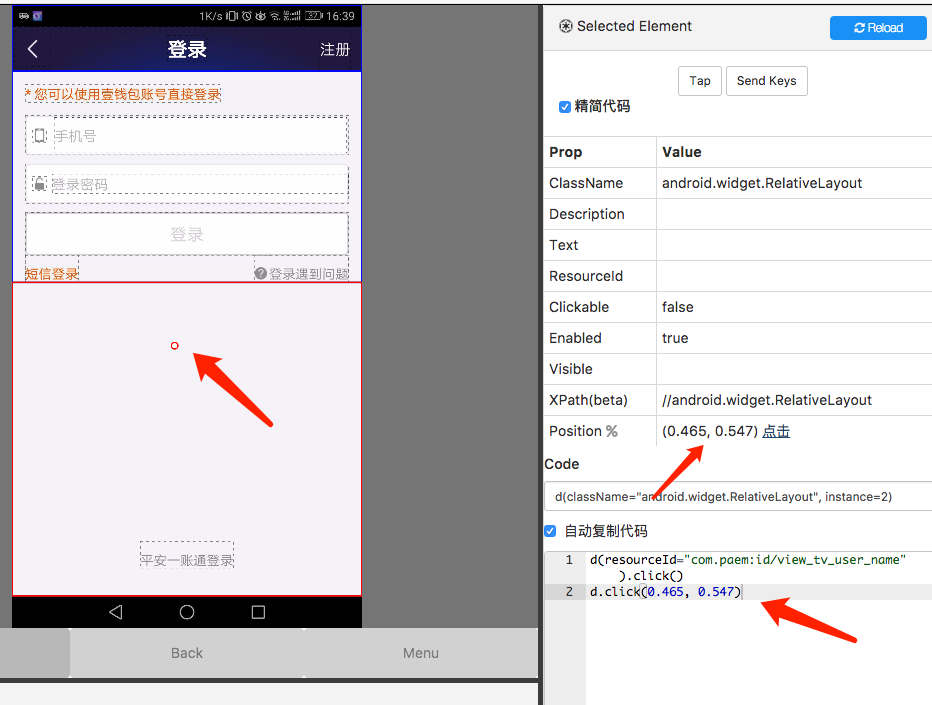 1K/s 16:39
登录
注册
* 您可以使用壹钱包账号直接登录
手机号
登录密码
登录
短信登录
登录遇到问题
平安一账通登录
Back
Menu
Selected Element
Reload
Tap
Send Keys
精简代码
Prop Value
ClassName android.widget.RelativeLayout
Description
Text
ResourceId
Clickable false
Enabled true
Visible
XPath(beta) //android.widget.RelativeLayout
Position % (0.465, 0.547) 点击
Code
d(className="android.widget.RelativeLayout", instance=2)
自动复制代码
1 d(resourceId="com.paem:id/view_tv_user_name"
).click()
2 d.click(0.465, 0.547)